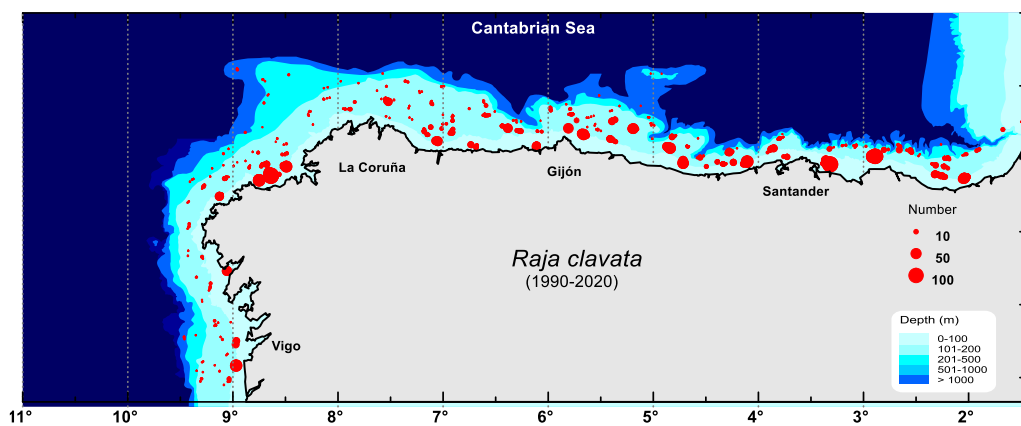 Cantabrian Sea
La Coruña
Gijón
Santander
Number
10
50
100
Raja clavata
(1990-2020)
Depth (m)
0-100
101-200
201-500
501-1000
> 1000
Vigo
11° 10° 9° 8° 7° 6° 5° 4° 3° 2°